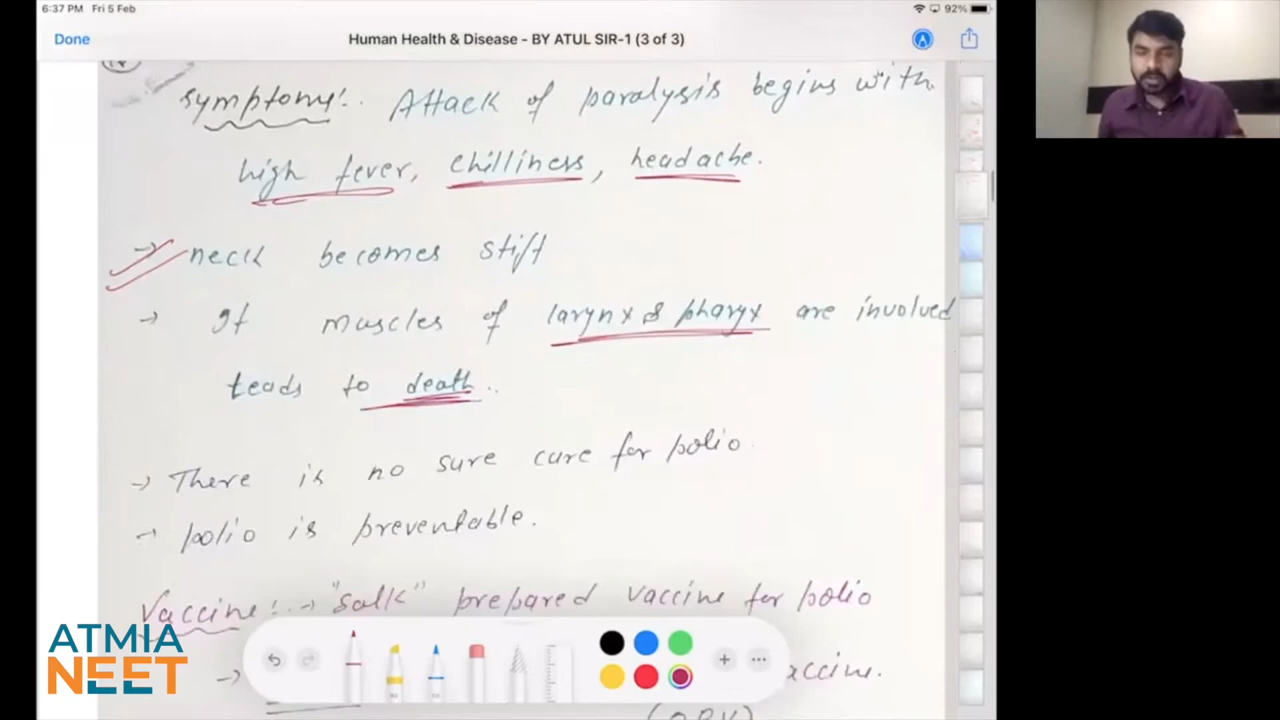 6:37 PM Fri 5 Feb
92%
Done
Human Health & Disease - BY ATUL SIR-1 (3 of 3)
Symptoms:. Attack of paralysis begins with
high fever, chilliness, headache.
→ neck becomes stift
→ If muscles of larynx & pharyx are involved
leads to death..
→ There is no sure cure for polio.
→ polio is preventable.
Vaccine:. → "salk" prepared vaccine for polio
→ vaccine.
(OPV)
ATMIA
NEET